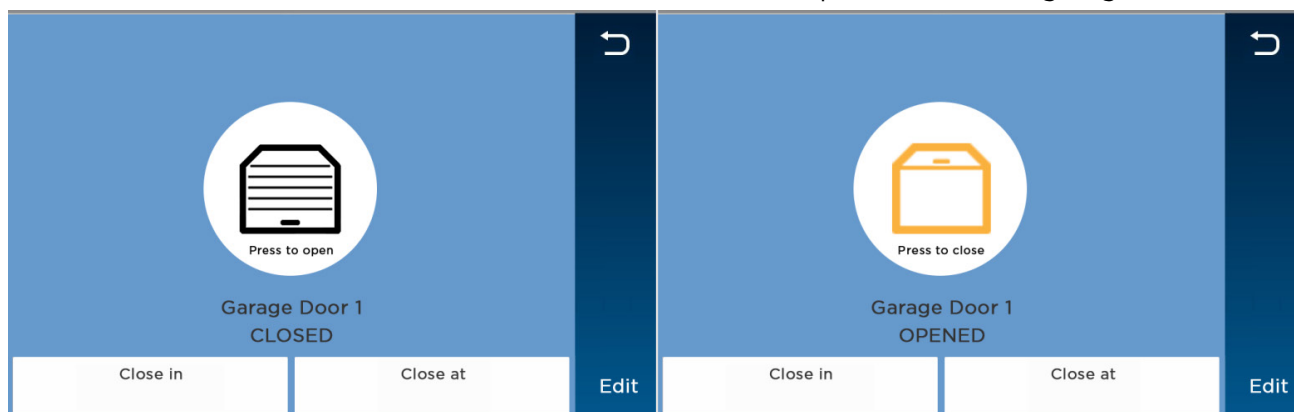 Press to open
Garage Door 1
CLOSED
Close in
Close at
Edit
Press to close
Garage Door 1
OPENED
Close in
Close at
Edit